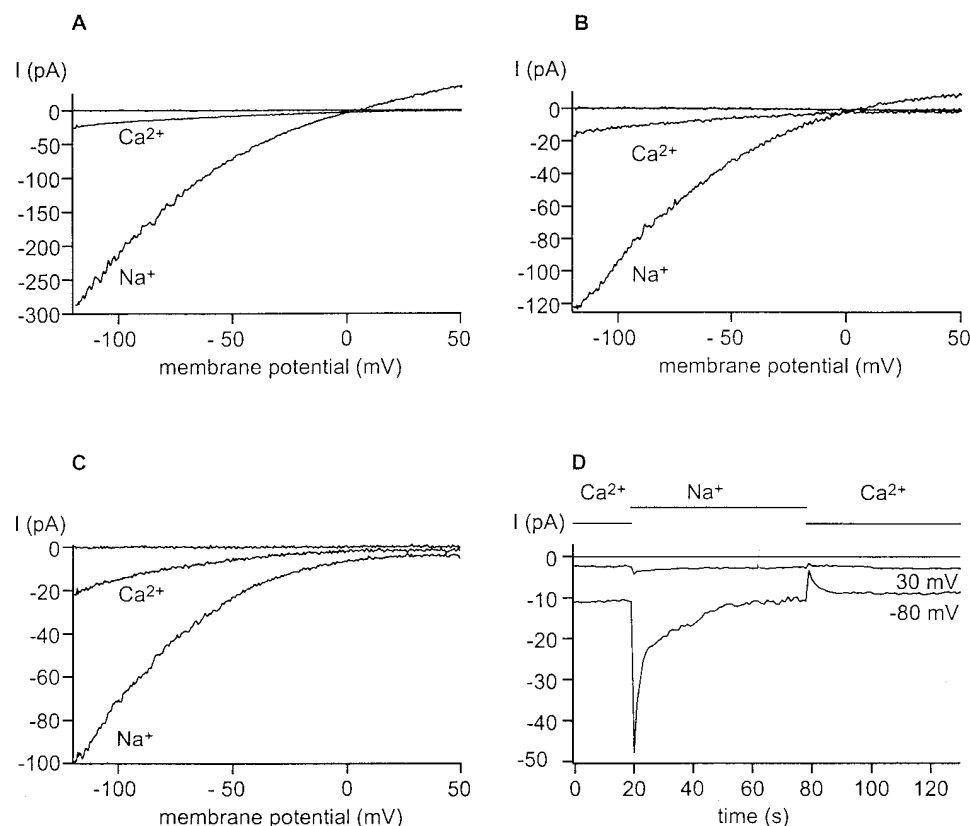 A
I (pA)
0
-50
-100
-150
-200
-250
-300
Ca²⁺
Na⁺
-100
- 50
0
50
membrane potential (mV)
B
I (pA)
0
-20
-40
-60
-80
-100
-120
Ca²⁺
Na⁺
-100
- 50
0
50
membrane potential (mV)
C
I (pA)
0
-20
-40
-60
-80
-100
Ca²⁺
Na⁺
-100
- 50
0
50
membrane potential (mV)
D
Ca²⁺ Na⁺ Ca²⁺
I (pA)
0
-10
-20
-30
-40
-50
30 mV
-80 mV
0
20
40
60
80
100
120
time (s)